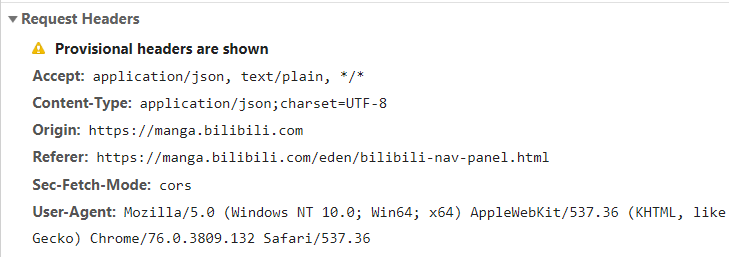 Request Headers
Provisional headers are shown
Accept: application/json, text/plain, */*
Content-Type: application/json;charset=UTF-8
Origin: https://manga.bilibili.com
Referer: https://manga.bilibili.com/eden/bilibili-nav-panel.html
Sec-Fetch-Mode: cors
User-Agent: Mozilla/5.0 (Windows NT 10.0; Win64; x64) AppleWebKit/537.36 (KHTML, like
Gecko) Chrome/76.0.3809.132 Safari/537.36